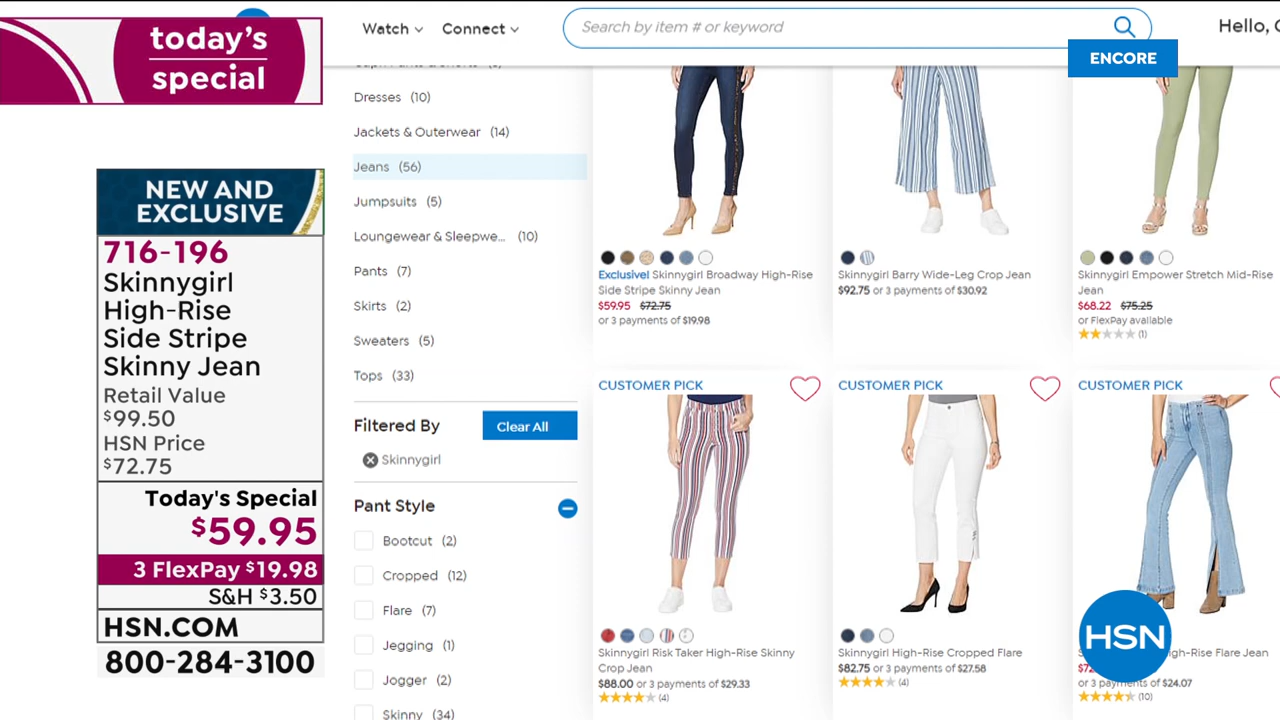 today's
special
NEW AND
EXCLUSIVE
716-196
Skinnygirl
High-Rise
Side Stripe
Skinny Jean
Retail Value
$99.50
HSN Price
$72.75
Today's Special
$59.95
3 FlexPay $19.98
S&H $3.50
HSN.COM
800-284-3100
Watch
Connect
Search by item # or keyword
Hello,
ENCORE
Dresses (10)
Jackets & Outerwear (14)
Jeans (56)
Jumpsuits (5)
Loungewear & Sleepwe... (10)
Pants (7)
Skirts (2)
Sweaters (5)
Tops (33)
Filtered By
Clear All
Skinnygirl
Pant Style
Bootcut (2)
Cropped (12)
Flare (7)
Jegging (1)
Jogger (2)
Skinny (34)
Exclusive! Skinnygirl Broadway High-Rise
Side Stripe Skinny Jean
$59.95 $72.75
or 3 payments of $19.98
Skinnygirl Barry Wide-Leg Crop Jean
$92.75 or 3 payments of $30.92
Skinnygirl Empower Stretch Mid-Rise
Jean
$68.22 $75.25
or FlexPay available
(1)
CUSTOMER PICK
Skinnygirl Risk Taker High-Rise Skinny
Crop Jean
$88.00 or 3 payments of $29.33
(4)
CUSTOMER PICK
Skinnygirl High-Rise Cropped Flare
$82.75 or 3 payments of $27.58
(4)
CUSTOMER PICK
High-Rise Flare Jean
or 3 payments of $24.07
(10)
HSN